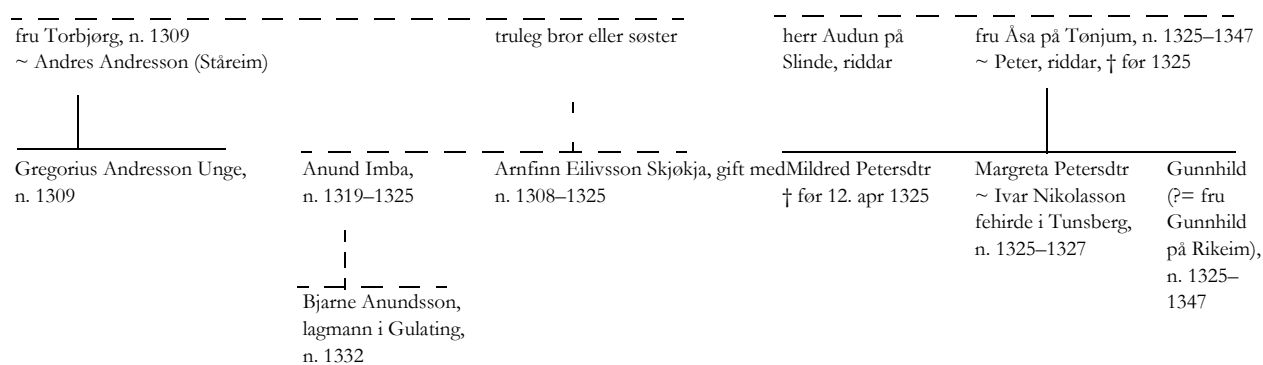 fru Torbjørg, n. 1309
~ Andres Andresson (Ståreim)
truleg bror eller søster
herr Audun på
Slinde, riddar
fru Åsa på Tønjum, n. 1325–1347
~ Peter, riddar, † før 1325
Gregorius Andresson Unge,
n. 1309
Anund Imba,
n. 1319–1325
Arnfinn Eilivsson Skjøkja, gift med
n. 1308–1325
Mildred Petersdtr
† før 12. apr 1325
Margreta Petersdtr
~ Ivar Nikolasson
fehirde i Tunsberg,
n. 1325–1327
Gunnhild
(?= fru
Gunnhild
på Rikeim),
n. 1325–
1347
Bjarne Anundsson,
lagmann i Gulating,
n. 1332